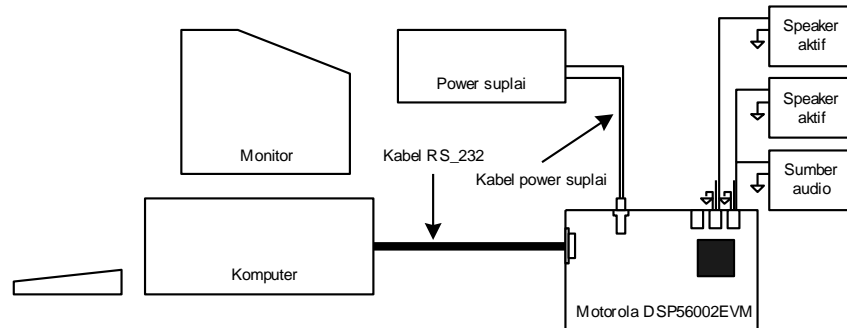 Speaker
aktif
Power suplai
Speaker
aktif
Monitor
Kabel RS_232
Kabel power suplai
Sumber
audio
Komputer
Motorola DSP56002EVM